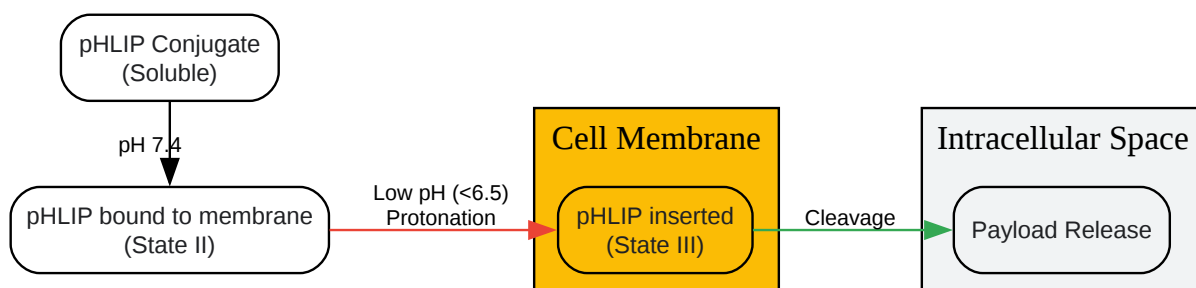 pHLIP Conjugate
(Soluble)
pH 7.4
pHLIP bound to membrane
(State II)
Low pH (<6.5)
Protonation
Cell Membrane
pHLIP inserted
(State III)
Cleavage
Intracellular Space
Payload Release